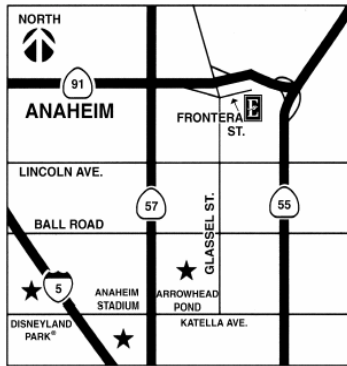 NORTH
91
ANAHEIM
FRONTERA
ST.
E
LINCOLN AVE.
57
55
BALL ROAD
GLASSEL ST.
5
ANAHEIM
STADIUM
ARROWHEAD
POND
DISNEYLAND
PARK®
KATELLA AVE.